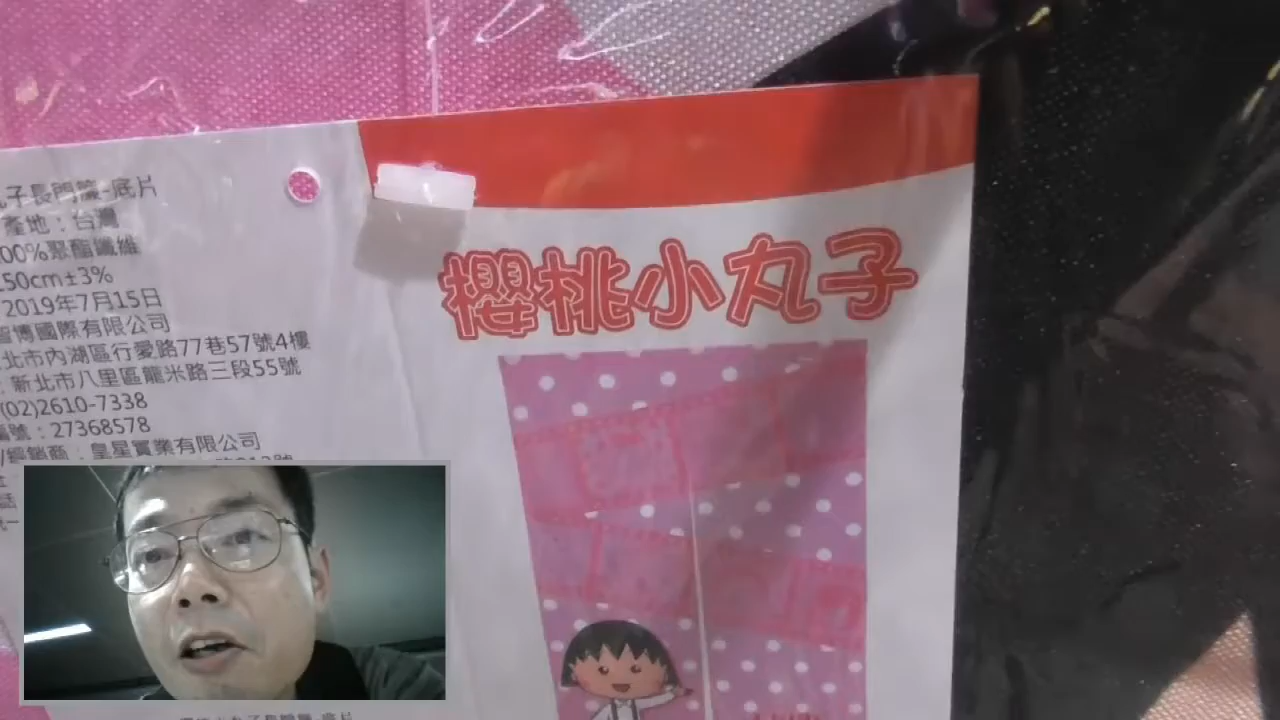 子長門簾-底片
產地：台灣
00%聚酯纖維
150cm±3%
2019年7月15日
智博國際有限公司
北市內湖區行愛路77巷57號4樓
：新北市八里區龍米路三段55號
(02)2610-7338
編號：27368578
/經銷商：皇星實業有限公司
櫻桃小丸子